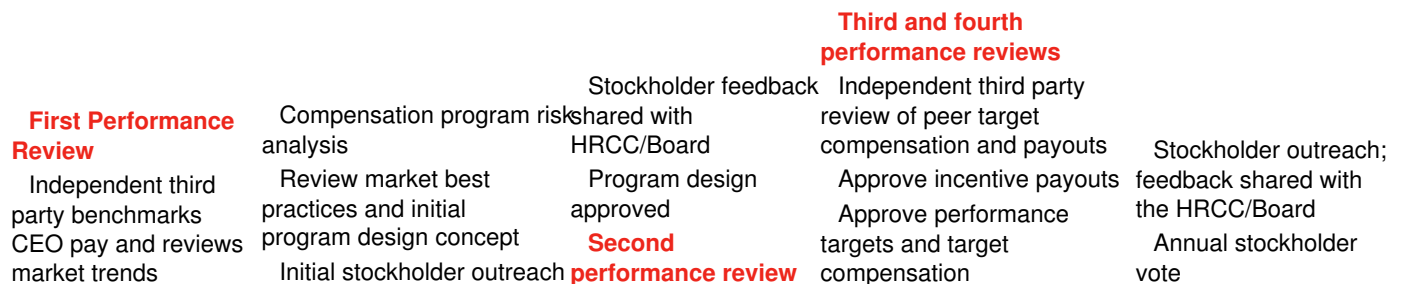 First Performance
Review
Independent third
party benchmarks
CEO pay and reviews
market trends
Compensation program risk
analysis
Review market best
practices and initial
program design concept
Initial stockholder outreach
Stockholder feedback
shared with
HRCC/Board
Program design
approved
Second
performance review
Third and fourth
performance reviews
Independent third party
review of peer target
compensation and payouts
Approve incentive payouts
Approve performance
targets and target
compensation
Stockholder outreach;
feedback shared with
the HRCC/Board
Annual stockholder
vote